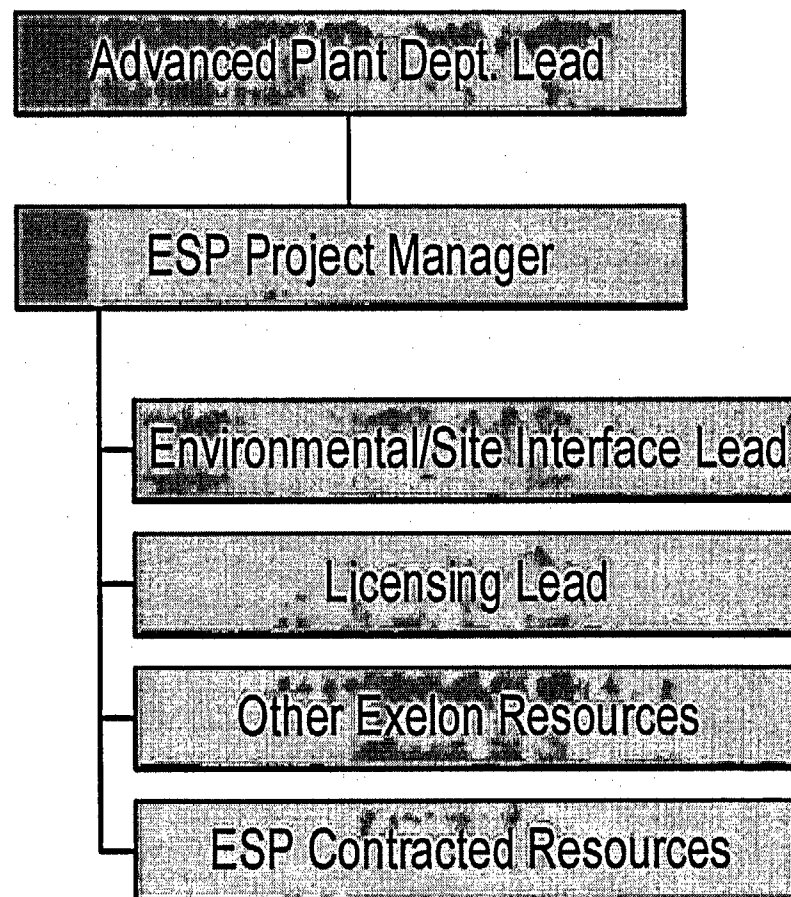 Advanced Plant Dept. Lead
ESP Project Manager
Environmental/Site Interface Lead
Licensing Lead
Other Exelon Resources
ESP Contracted Resources